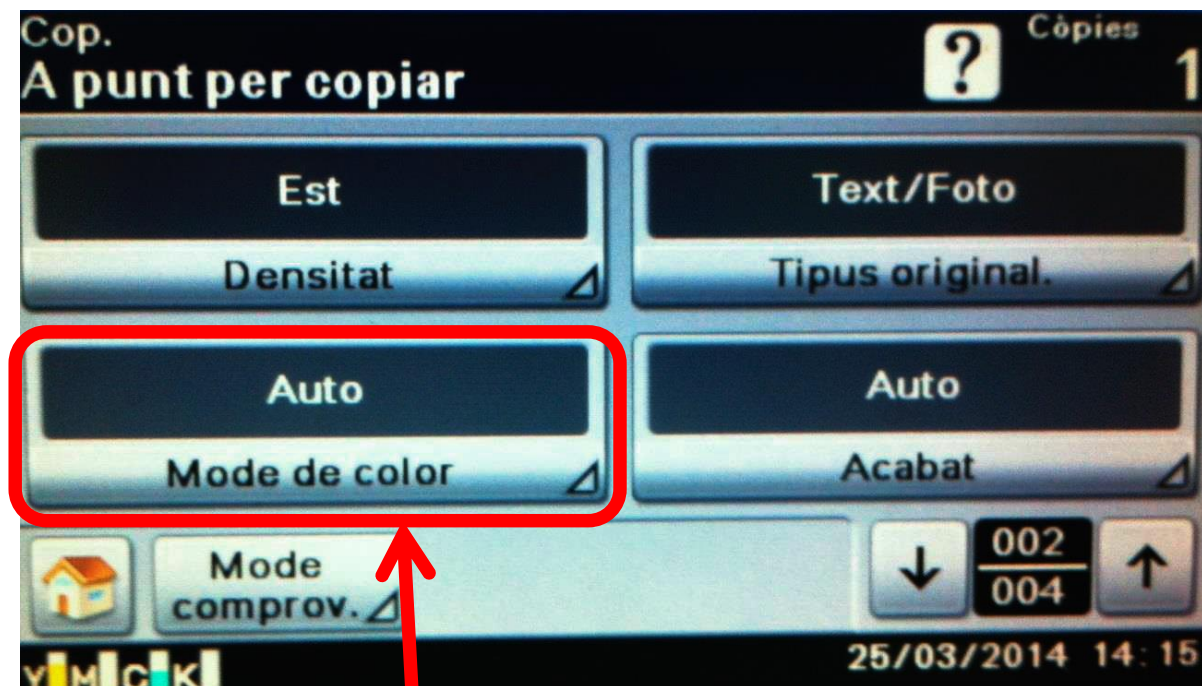 Cop.
A punt per copiar
?
Còpies
1
Est
Densitat
Text/Foto
Tipus original.
Auto
Mode de color
Auto
Acabat
Mode
comprov.
002
004
Y M C K
25/03/2014 14:15